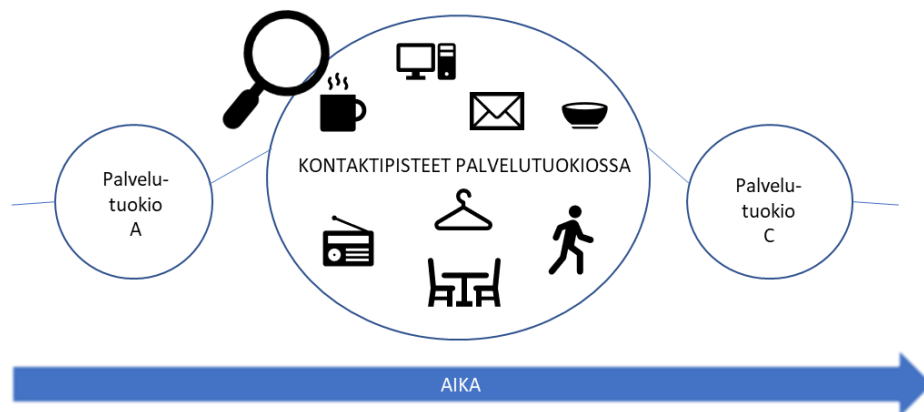 Palvelu-
tuokio
A
KONTAKTIPISTEET PALVELUTUOKIOSSA
Palvelu-
tuokio
C
AIKA